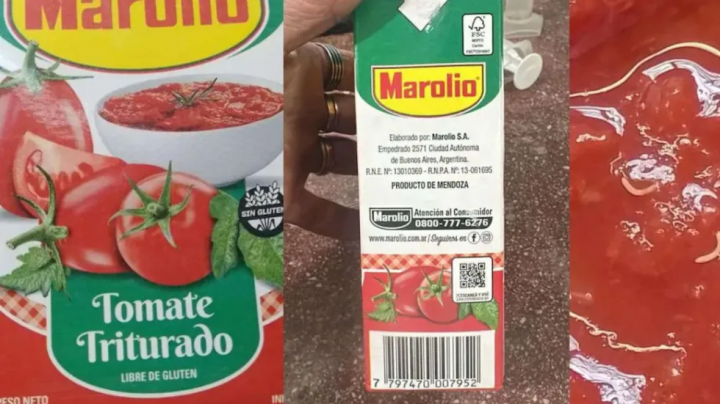 Marolio
SIN GLUTEN
Tomate
Triturado
LIBRE DE GLUTEN
PESO NETO
FSC
Marolio
Elaborado por: Marolio S.A.
Empedrado 2571 Ciudad Autónoma
de Buenos Aires, Argentina.
R.N.E. Nº: 13010369 - R.N.P.A. Nº: 13-061695
PRODUCTO DE MENDOZA
Marolio Atención al Consumidor
0800-777-6276
www.marolio.com.ar / Seguinos en
7 797470 007952